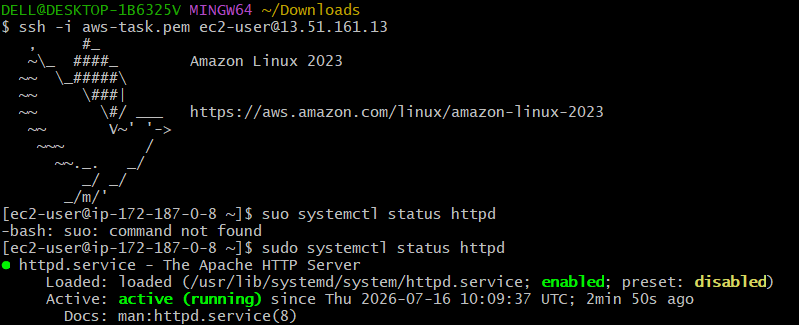 DELL@DESKTOP-1B6325V MINGW64 ~/Downloads
$ ssh -i aws-task.pem ec2-user@13.51.161.13
   ,     #_
   ~\_  ####_        Amazon Linux 2023
  ~~  \_#####\
  ~~     \###|
  ~~       \#/ ___   https://aws.amazon.com/linux/amazon-linux-2023
   ~~       V~' '->
    ~~~         /
      ~~._.   _/
         _/ _/
       _/m/'
[ec2-user@ip-172-187-0-8 ~]$ suo systemctl status httpd
-bash: suo: command not found
[ec2-user@ip-172-187-0-8 ~]$ sudo systemctl status httpd
● httpd.service - The Apache HTTP Server
     Loaded: loaded (/usr/lib/systemd/system/httpd.service; enabled; preset: disabled)
     Active: active (running) since Thu 2026-07-16 10:09:37 UTC; 2min 50s ago
       Docs: man:httpd.service(8)